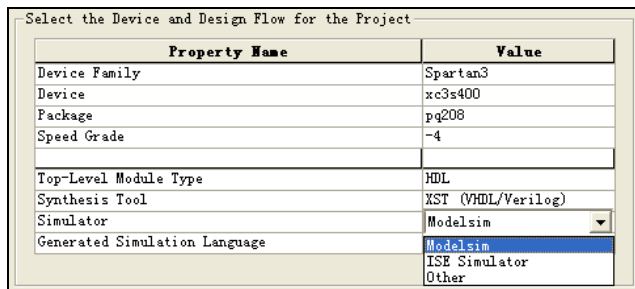 Select the Device and Design Flow for the Project
Property Name Value
Device Family Spartan3
Device xc3s400
Package pq208
Speed Grade -4
Top-Level Module Type HDL
Synthesis Tool XST (VHDL/Verilog)
Simulator Modelsim
Generated Simulation Language Modelsim
ISE Simulator
Other